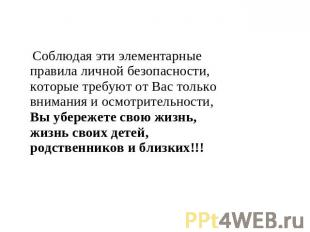 Соблюдая эти элементарные
правила личной безопасности,
которые требуют от Вас только
внимания и осмотрительности,
Вы убережете свою жизнь,
жизнь своих детей,
родственников и близких!!!
PPt4WEB.ru